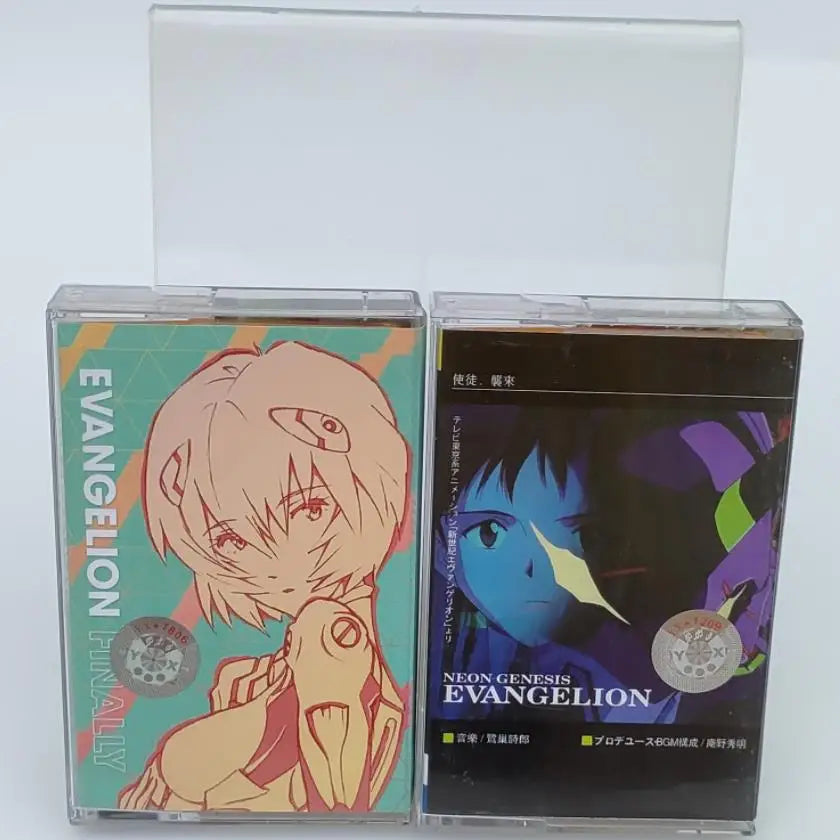 EVANGELION FINALLY
使徒、襲来
テレビ東京系アニメーション「新世紀エヴァンゲリオン」より
NEON GENESIS
EVANGELION
音楽/鷺巣詩郎
プロデュース・BGM構成/庵野秀明